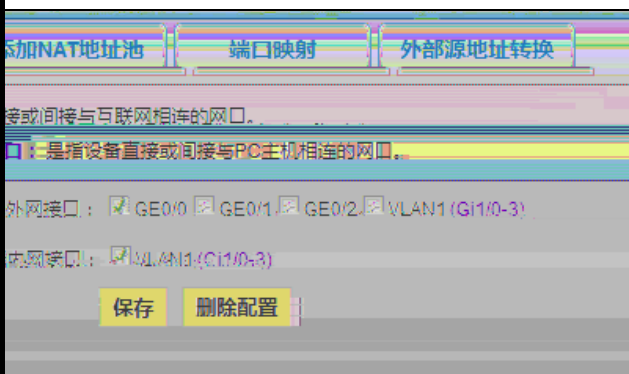 添加NAT地址池 端口映射 外部源地址转换
接或间接与互联网相连的网口。
口：是指设备直接或间接与PC主机相连的网口。
外网接口： GE0/0 GE0/1 GE0/2 VLAN1 (Gi1/0-3)
内网接口： VLAN1 (Gi1/0-3)
保存 删除配置